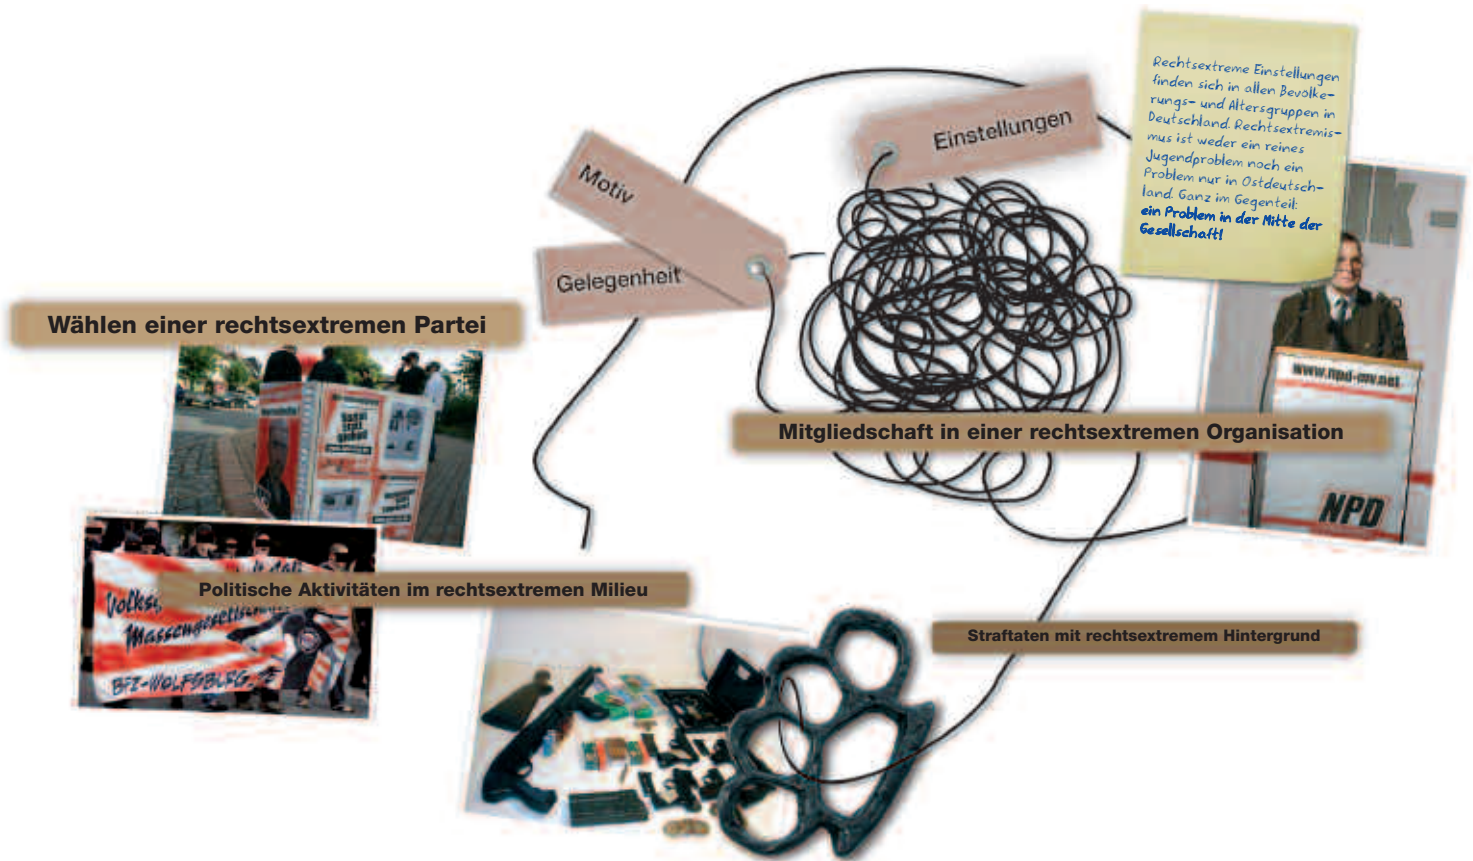 Rechtsextreme Einstellungen
finden sich in allen Bevölke-
rungs- und Altersgruppen in
Deutschland. Rechtsextremis-
mus ist weder ein reines
Jugendproblem noch ein
Problem nur in Ostdeutsch-
land. Ganz im Gegenteil:
ein Problem in der Mitte der
Gesellschaft!
Einstellungen
Motiv
Gelegenheit
Wählen einer rechtsextremen Partei
www.npd-mv.net
Mitgliedschaft in einer rechtsextremen Organisation
NPD
Politische Aktivitäten im rechtsextremen Milieu
BFZ-WOLFSBURG.
Straftaten mit rechtsextremem Hintergrund